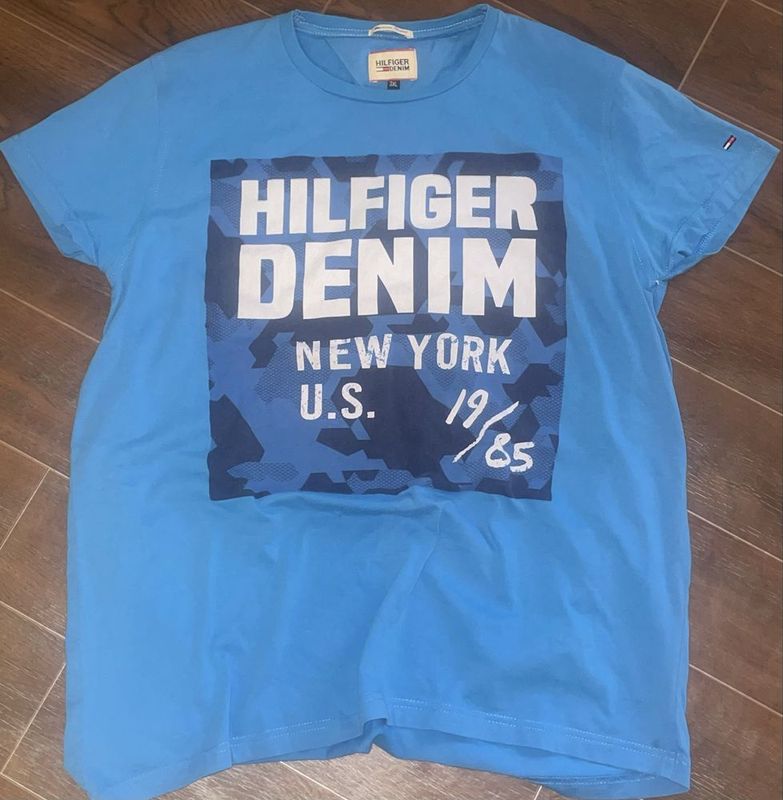 HILFIGER
DENIM
HILFIGER
DENIM
NEW YORK
U.S.
19/85